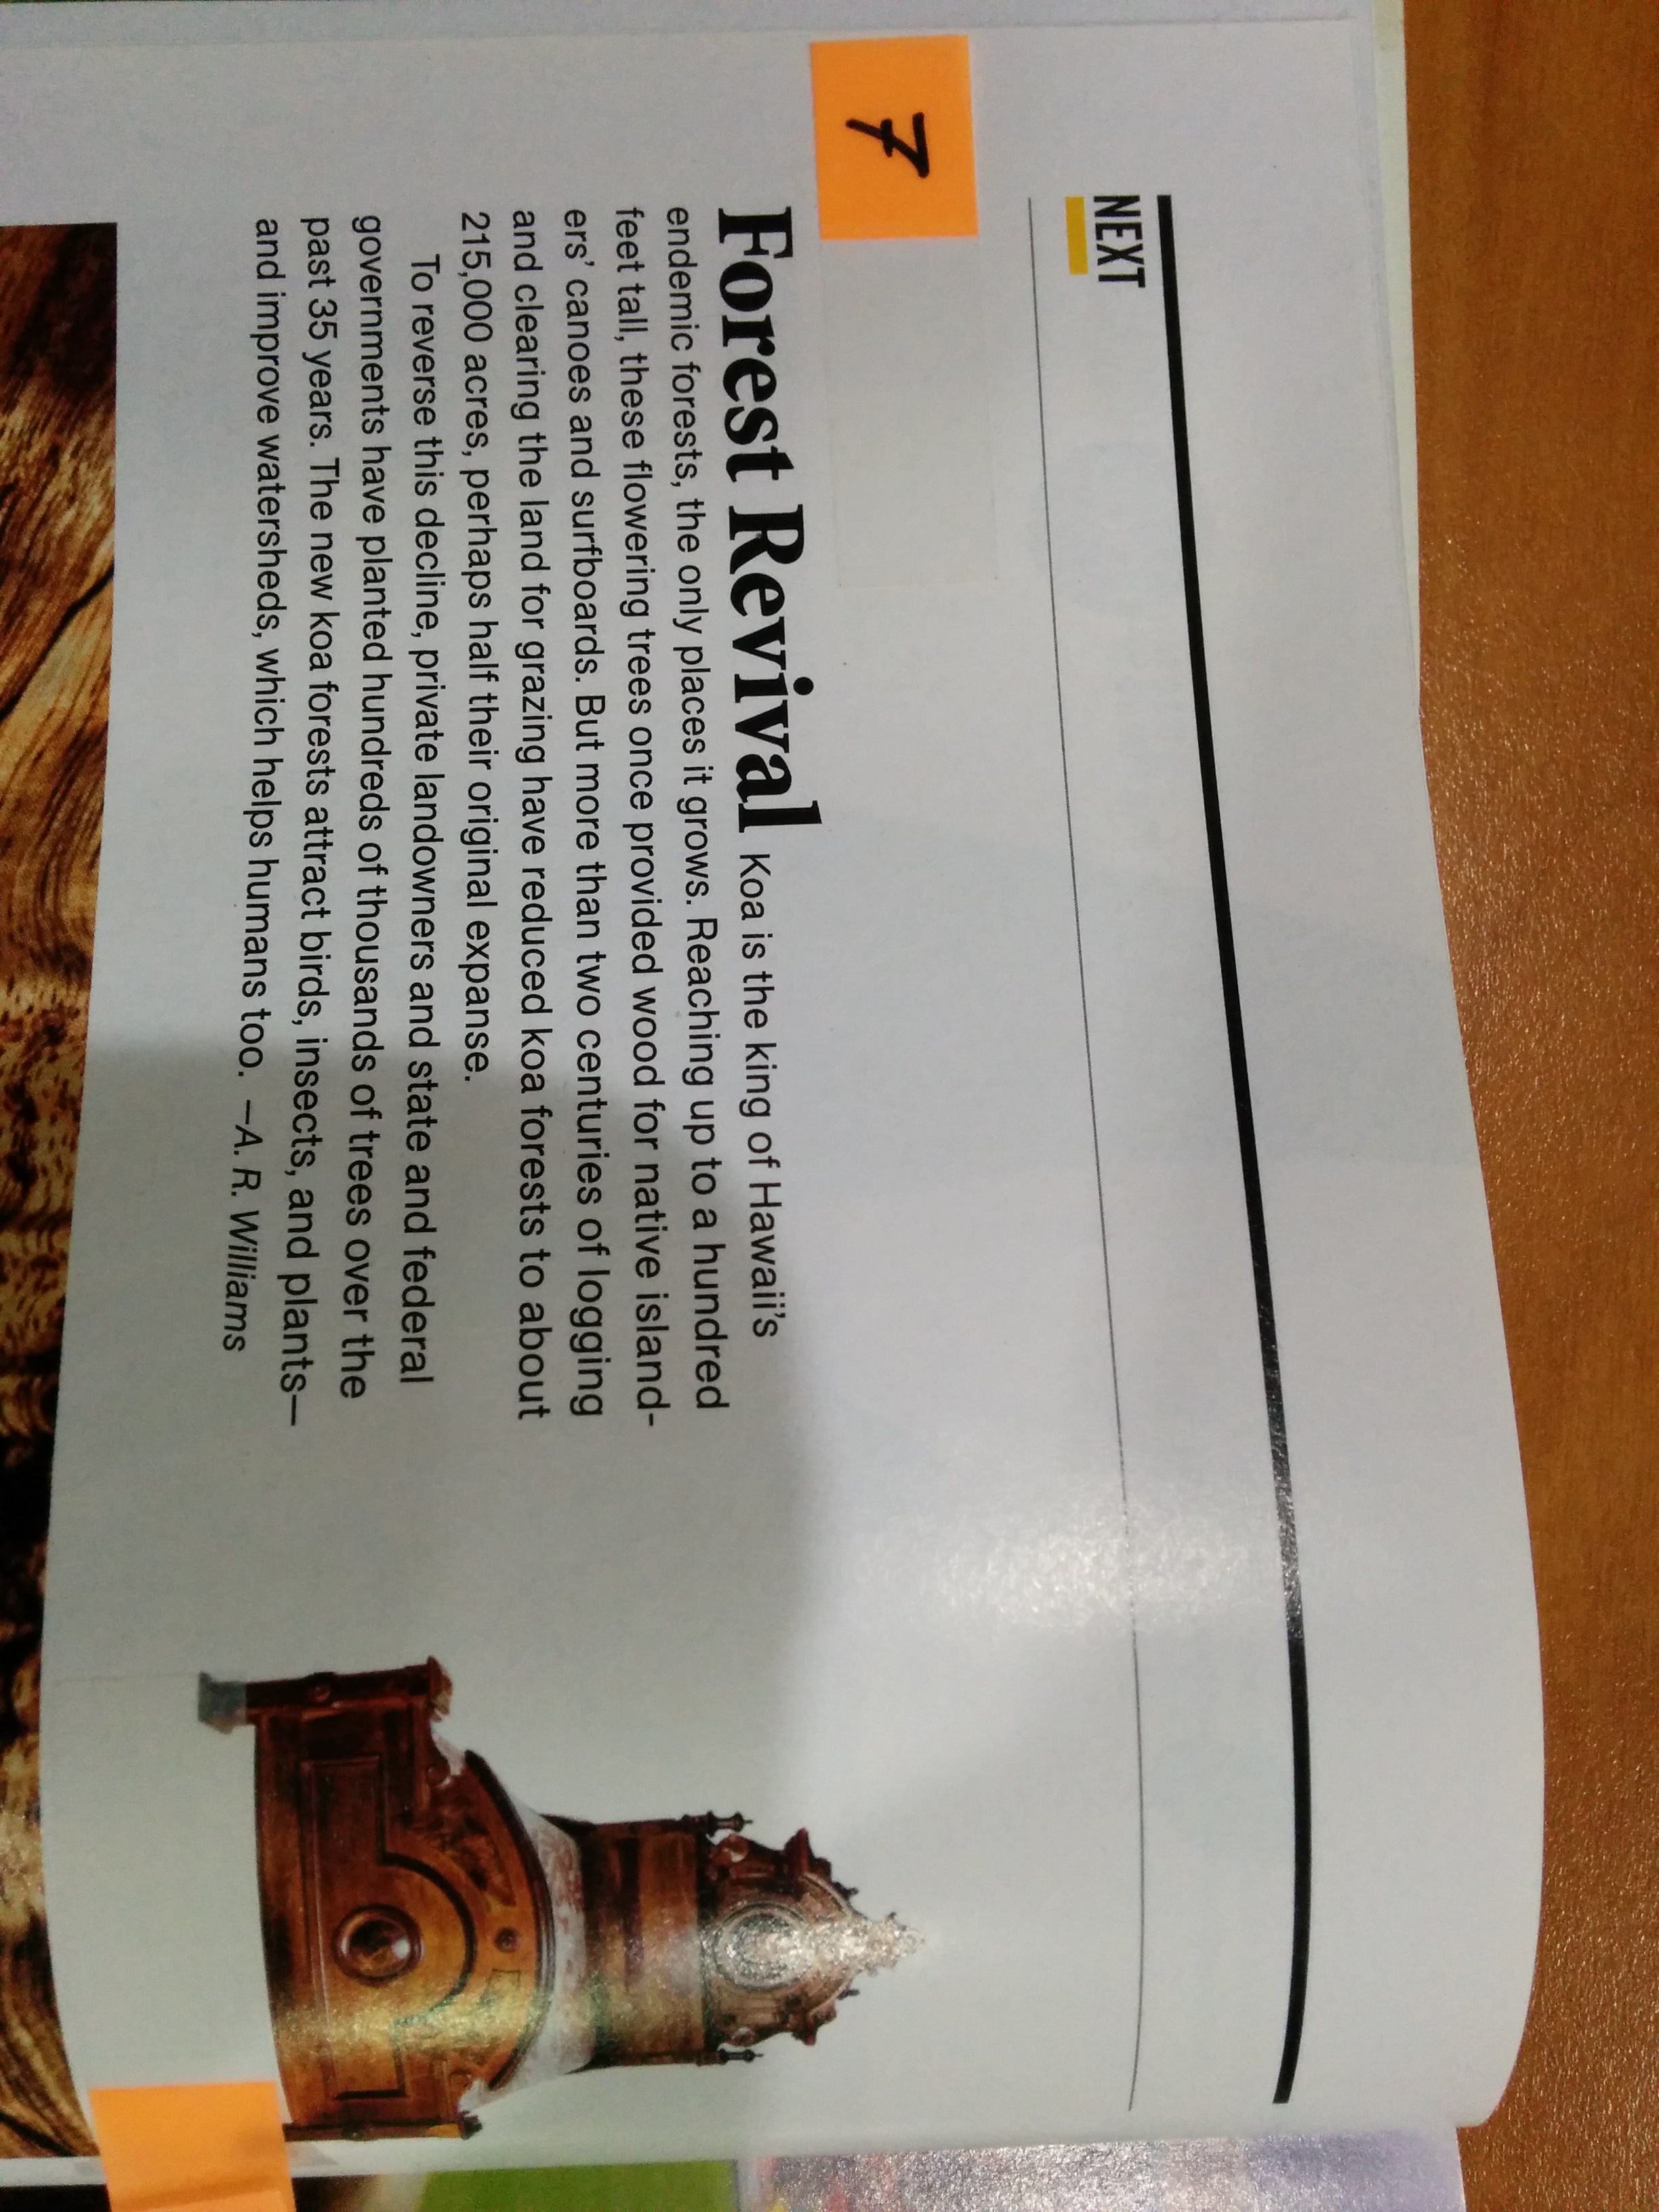 NEXT
7
Forest Revival Koa is the king of Hawaii's
endemic forests, the only places it grows. Reaching up to a hundred
feet tall, these flowering trees once provided wood for native island-
ers' canoes and surfboards. But more than two centuries of logging
and clearing the land for grazing have reduced koa forests to about
215,000 acres, perhaps half their original expanse.
To reverse this decline, private landowners and state and federal
governments have planted hundreds of thousands of trees over the
past 35 years. The new koa forests attract birds, insects, and plants—
and improve watersheds, which helps humans too. —A. R. Williams